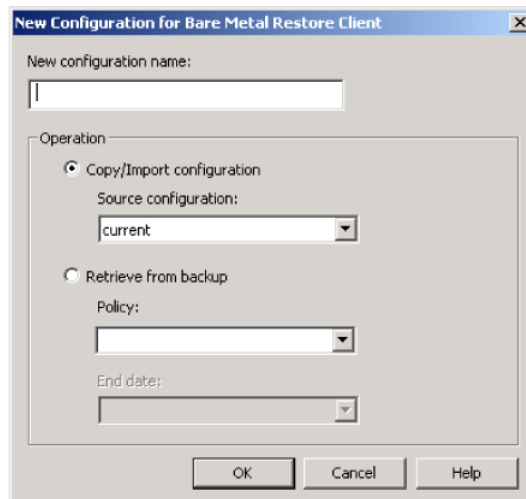 New Configuration for Bare Metal Restore Client
New configuration name:
Operation
Copy/Import configuration
Source configuration:
current
Retrieve from backup
Policy:
End date:
OK Cancel Help